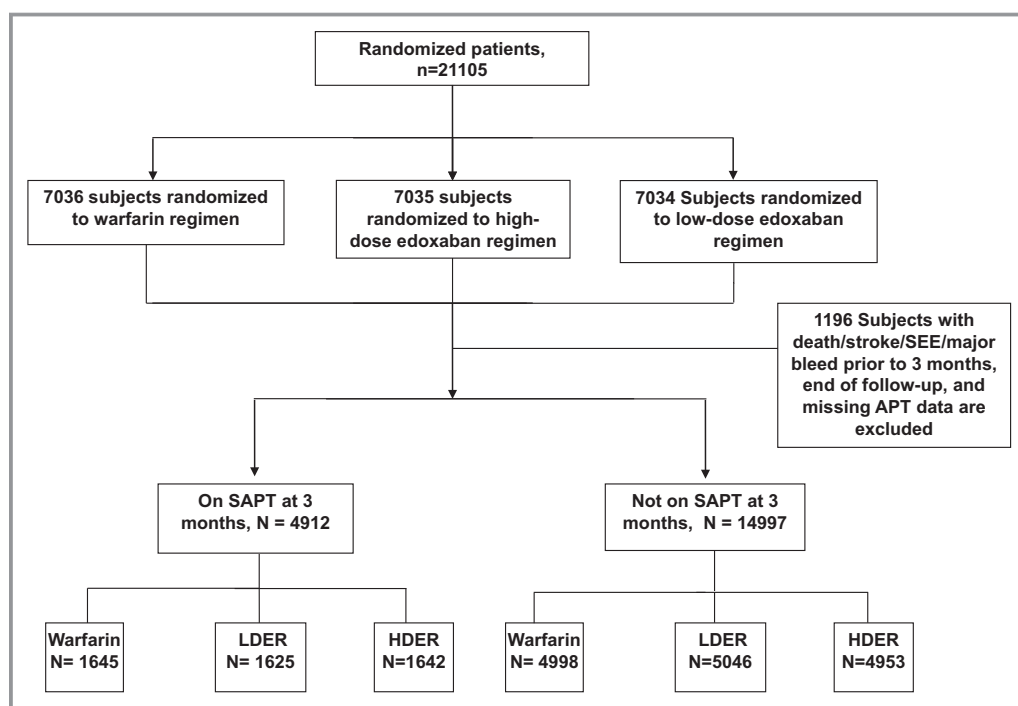 Randomized patients,
n=21105
7036 subjects randomized
to warfarin regimen
7035 subjects
randomized to high-
dose edoxaban regimen
7034 Subjects randomized
to low-dose edoxaban
regimen
1196 Subjects with
death/stroke/SEE/major
bleed prior to 3 months,
end of follow-up, and
missing APT data are
excluded
On SAPT at 3
months, N = 4912
Not on SAPT at 3
months, N = 14997
Warfarin
N= 1645
LDER
N= 1625
HDER
N=1642
Warfarin
N= 4998
LDER
N=5046
HDER
N=4953